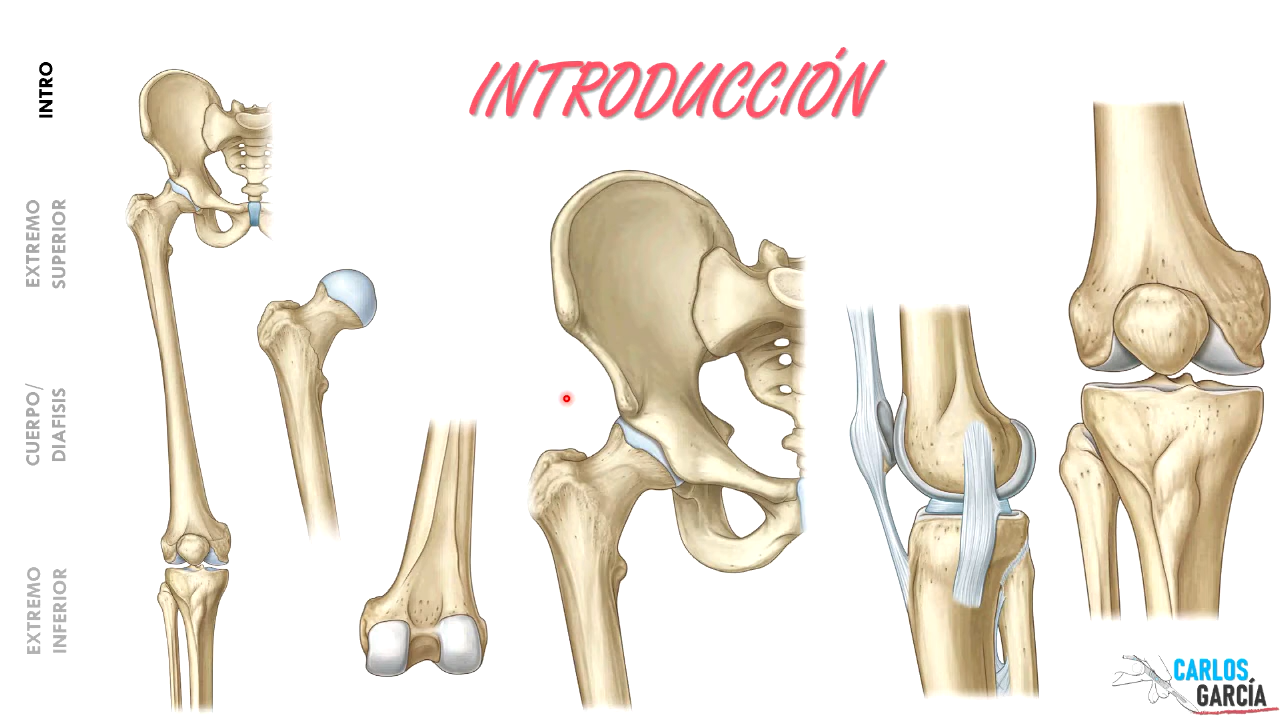 INTRODUCCIÓN
INTRO
EXTREMO
SUPERIOR
CUERPO/
DIAFISIS
EXTREMO
INFERIOR
CARLOS
GARCÍA